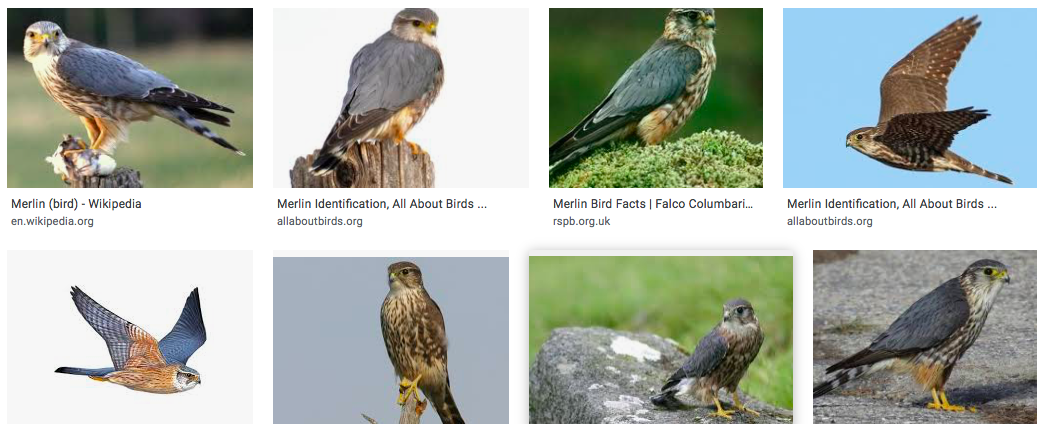 Merlin (bird) - Wikipedia
en.wikipedia.org
Merlin Identification, All About Birds ...
allaboutbirds.org
Merlin Bird Facts | Falco Columbari...
rspb.org.uk
Merlin Identification, All About Birds ...
allaboutbirds.org